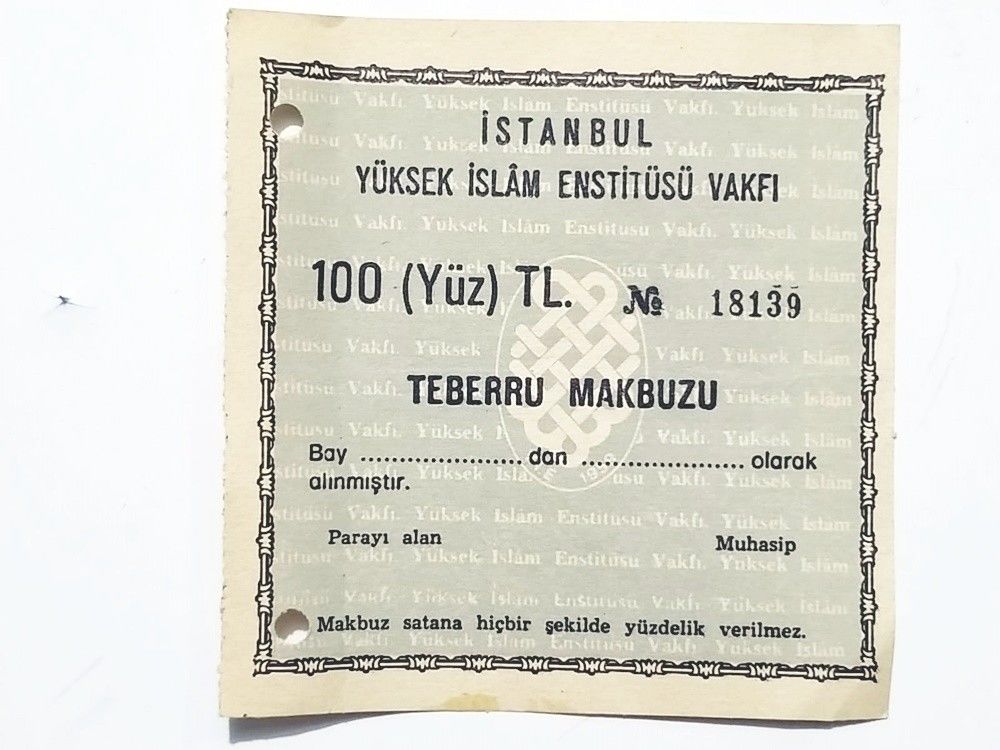 İSTANBUL
YÜKSEK İSLÂM ENSTİTÜSÜ VAKFI
100 (Yüz) TL. № 18139
TEBERRU MAKBUZU
Bay ...................... dan ...................... olarak
alınmıştır.
Parayı alan Muhasip
Makbuz satana hiçbir şekilde yüzdelik verilmez.